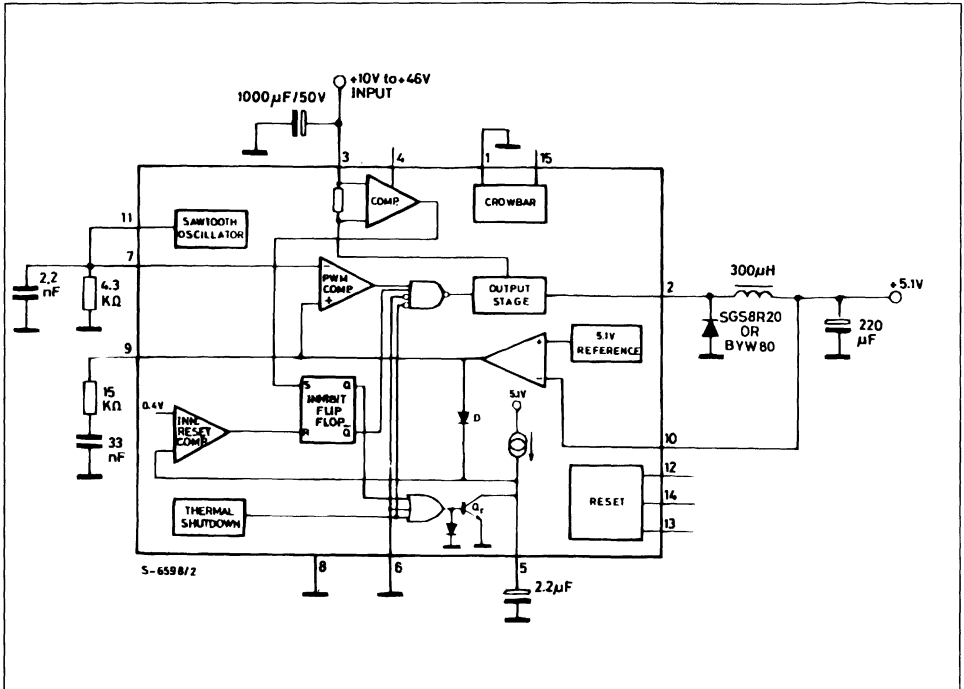 +10V to +46V
INPUT
1000µF/50V
3
4
1
15
COMP.
CROWBAR
11
SAWTOOTH
OSCILLATOR
7
2,2
nF
4.3
KΩ
PWM
COMP.
OUTPUT
STAGE
2
300µH
+5.1V
SGS8R20
OR
BYW80
220
µF
9
5.1V
REFERENCE
15
KΩ
33
nF
0.4V
INH.
RESET
COMP.
S
Q
INHIBIT
FLIP
FLOP
R
Q̅
D
5.1V
10
12
14
13
RESET
THERMAL
SHUTDOWN
Qr
S-6598/2
8
6
5
2.2µF